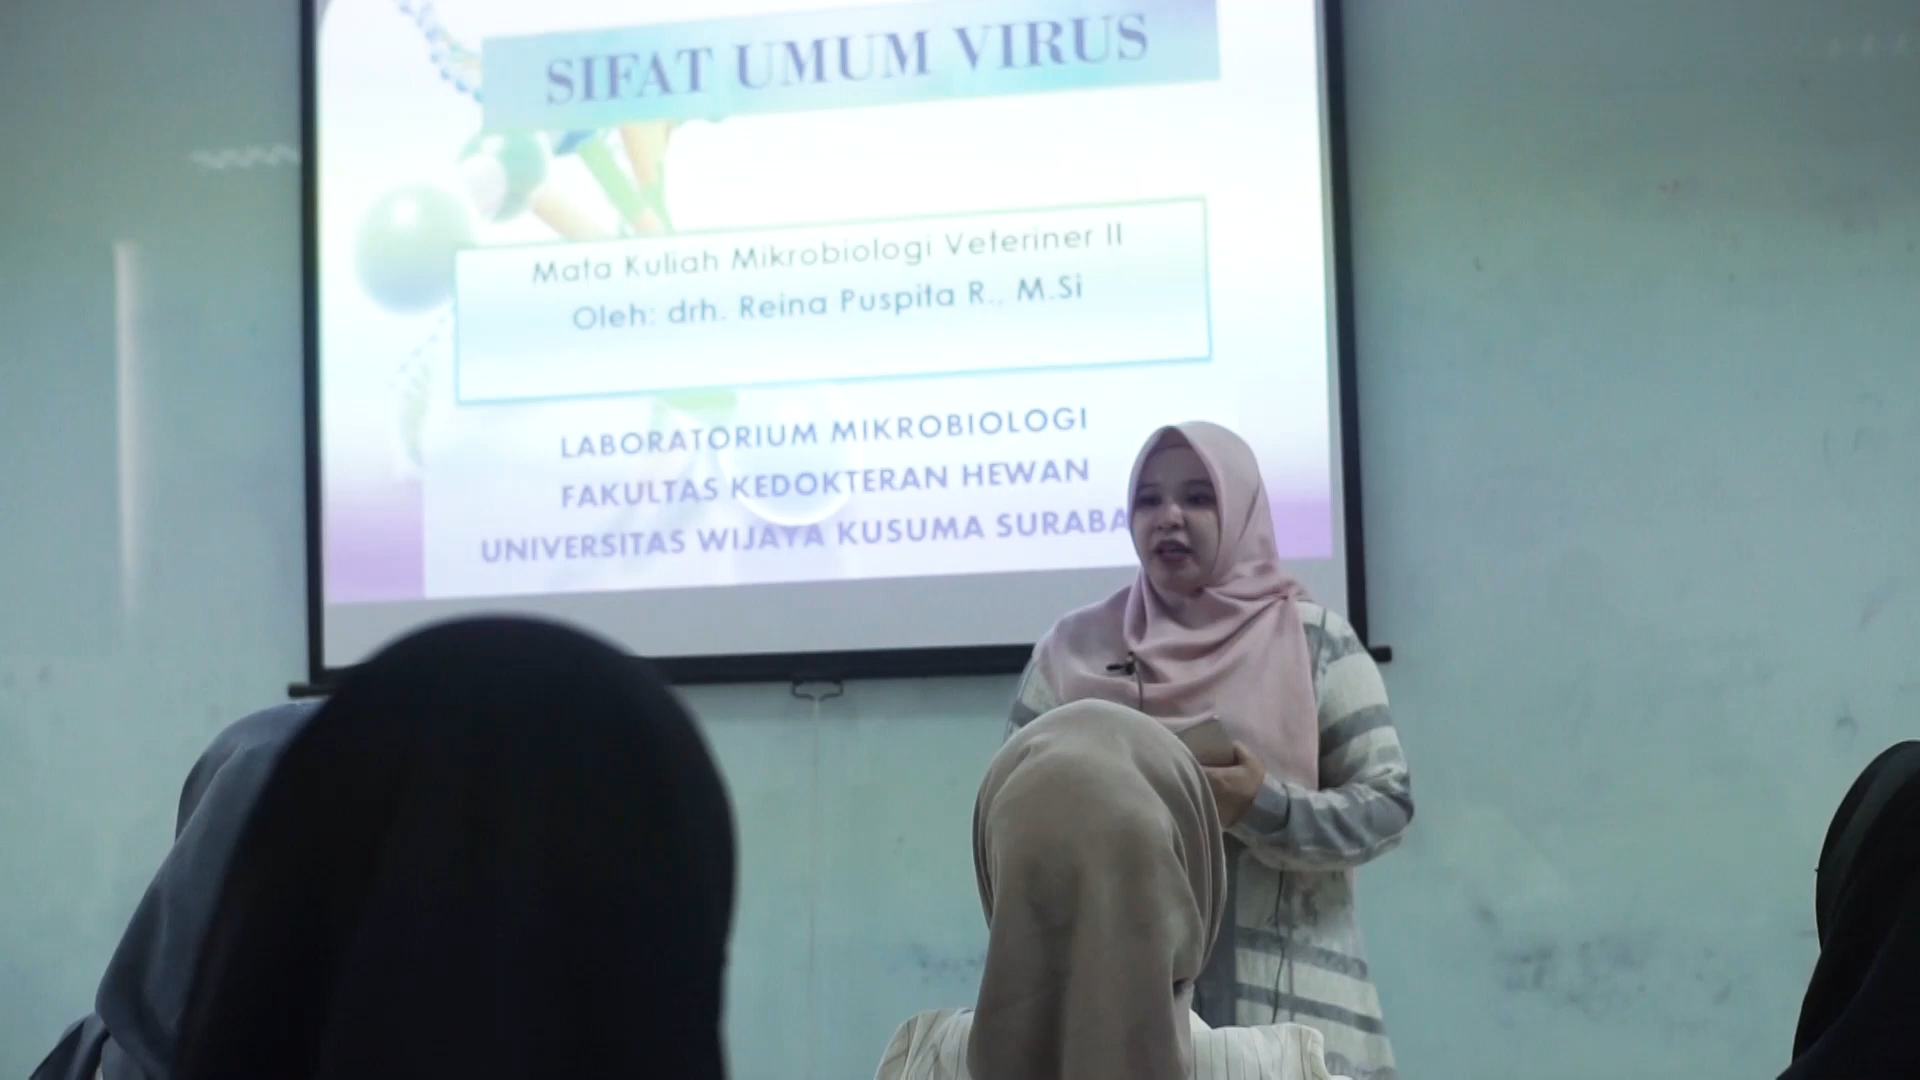 SIFAT UMUM VIRUS
Mata Kuliah Mikrobiologi Veteriner II
Oleh: drh. Reina Puspita R., M.Si
LABORATORIUM MIKROBIOLOGI
FAKULTAS KEDOKTERAN HEWAN
UNIVERSITAS WIJAYA KUSUMA SURABA